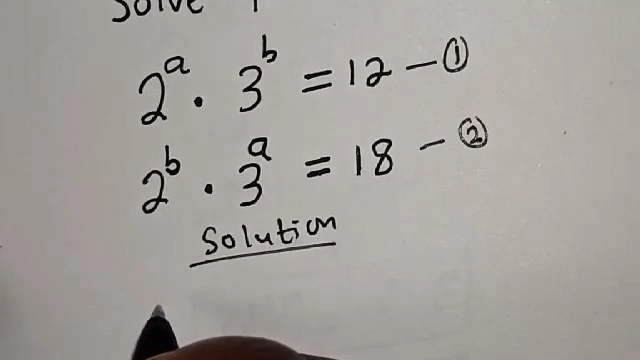 Solve
2^a · 3^b = 12 — ①
2^b · 3^a = 18 — ②
Solution